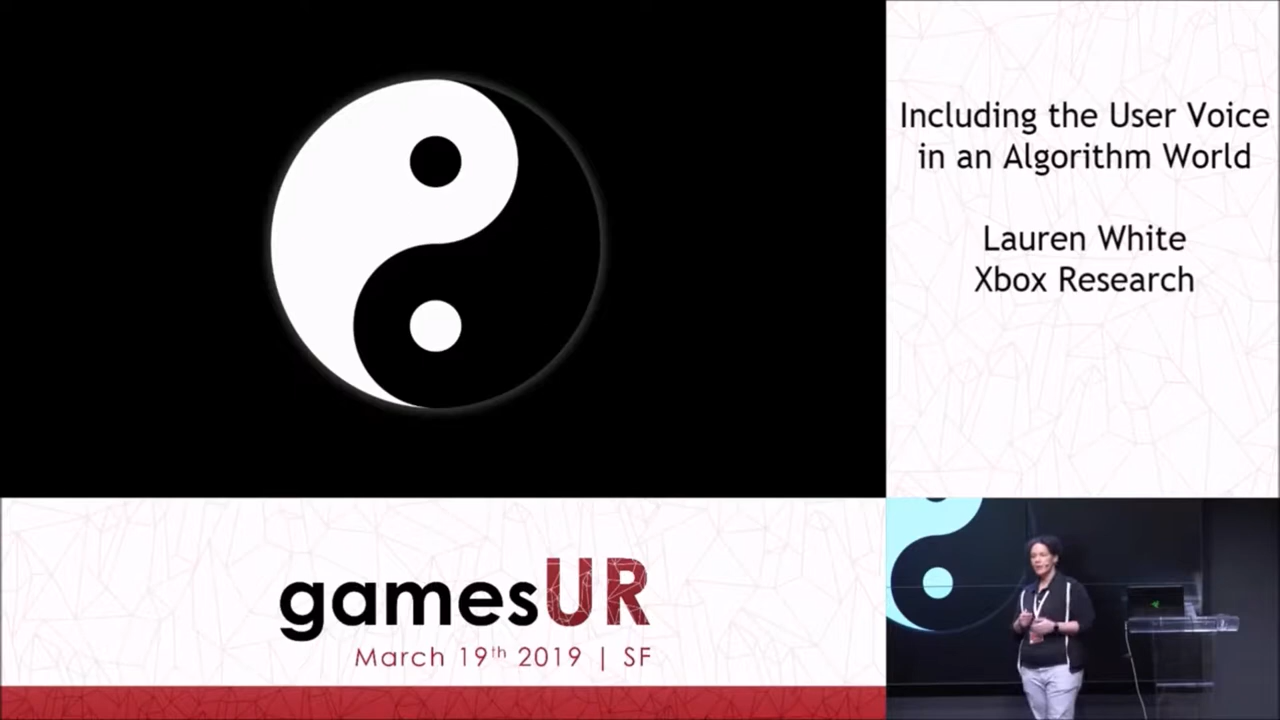 Including the User Voice
in an Algorithm World
Lauren White
Xbox Research
gamesUR
March 19th 2019 | SF